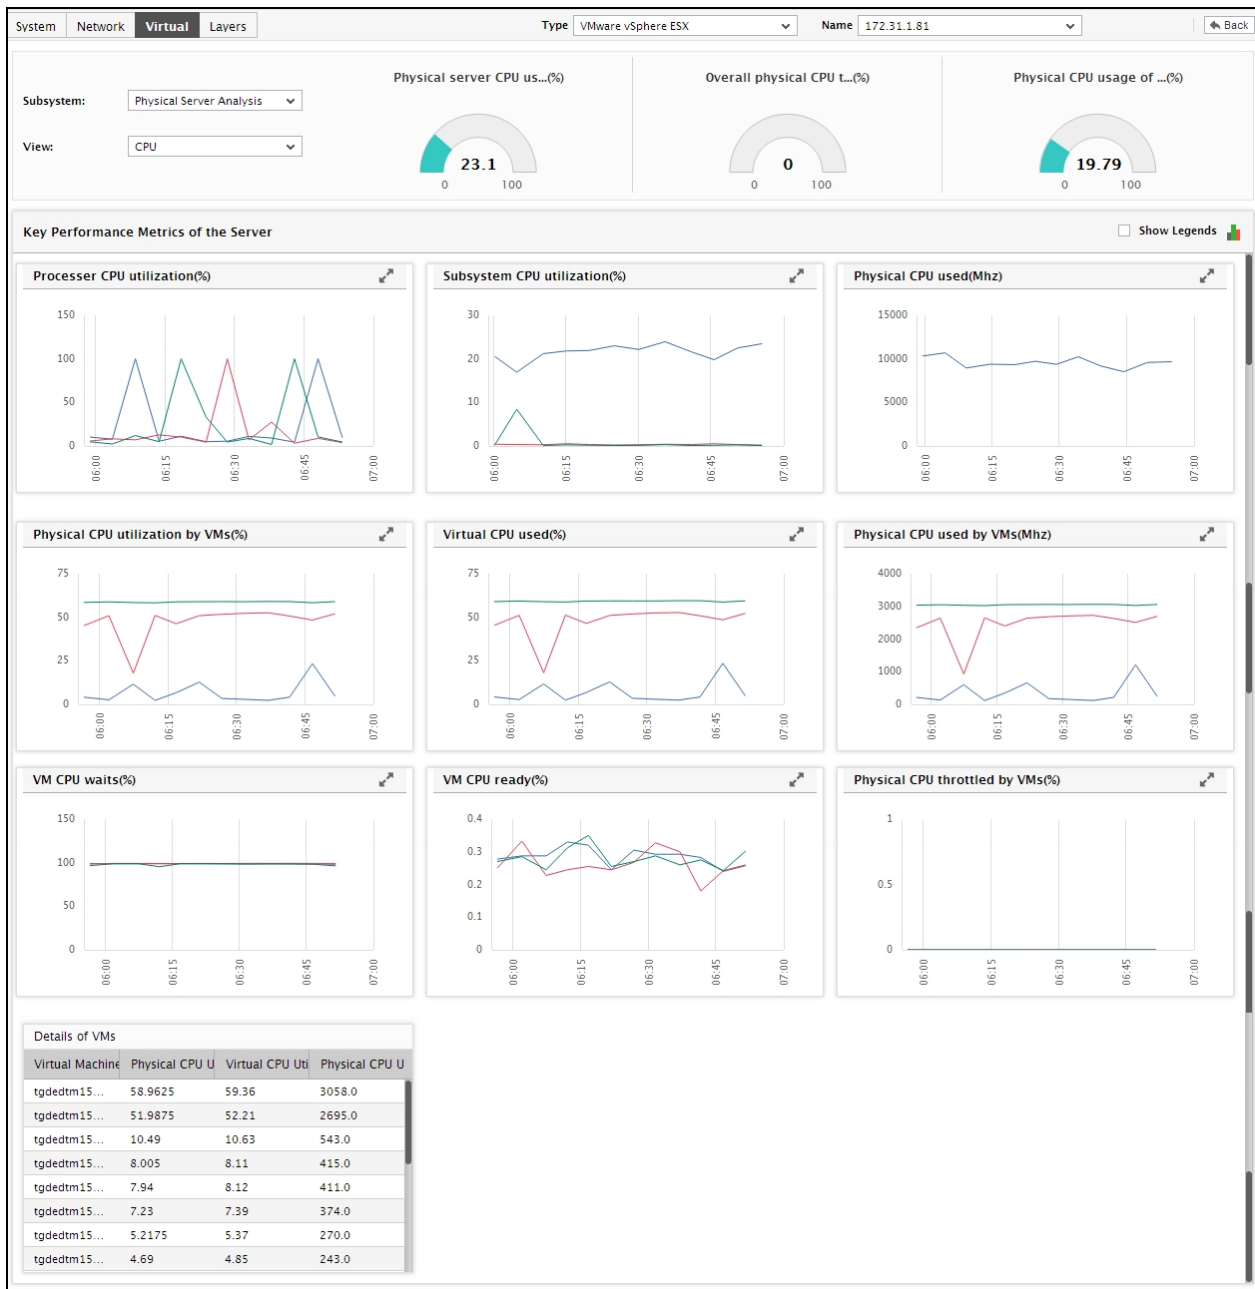 System Network Virtual Layers Type VMware vSphere ESX Name 172.31.1.81 Back
Physical server CPU us...(%) Overall physical CPU t...(%) Physical CPU usage of ...(%)
Subsystem: Physical Server Analysis
View: CPU
23.1 0 19.79
0 100 0 100 0 100
Key Performance Metrics of the Server Show Legends
Processer CPU utilization(%)
150
100
50
0
06:00 06:15 06:30 06:45 07:00
Subsystem CPU utilization(%)
30
20
10
0
06:00 06:15 06:30 06:45 07:00
Physical CPU used(Mhz)
15000
10000
5000
0
06:00 06:15 06:30 06:45 07:00
Physical CPU utilization by VMs(%)
75
50
25
0
06:00 06:15 06:30 06:45 07:00
Virtual CPU used(%)
75
50
25
0
06:00 06:15 06:30 06:45 07:00
Physical CPU used by VMs(Mhz)
4000
3000
2000
1000
0
06:00 06:15 06:30 06:45 07:00
VM CPU waits(%)
150
100
50
0
06:00 06:15 06:30 06:45 07:00
VM CPU ready(%)
0.4
0.3
0.2
0.1
0
06:00 06:15 06:30 06:45 07:00
Physical CPU throttled by VMs(%)
1
0.5
0
06:00 06:15 06:30 06:45 07:00
Details of VMs
Virtual Machine Physical CPU U Virtual CPU Uti Physical CPU U
tgdedtm15... 58.9625 59.36 3058.0
tgdedtm15... 51.9875 52.21 2695.0
tgdedtm15... 10.49 10.63 543.0
tgdedtm15... 8.005 8.11 415.0
tgdedtm15... 7.94 8.12 411.0
tgdedtm15... 7.23 7.39 374.0
tgdedtm15... 5.2175 5.37 270.0
tgdedtm15... 4.69 4.85 243.0